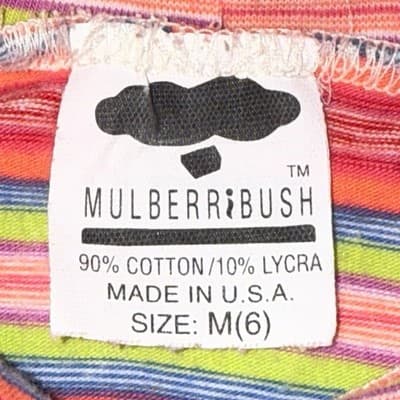 TM
MULBERRiBUSH
90% COTTON/10% LYCRA
MADE IN U.S.A.
SIZE: M(6)